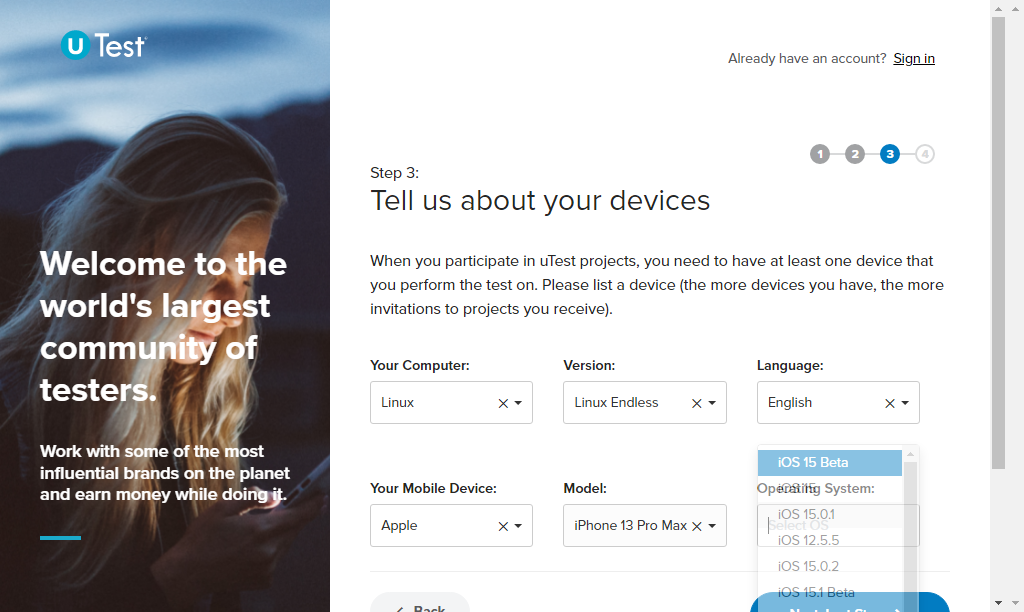 U Test
Already have an account? Sign in
1 2 3 4
Step 3:
Tell us about your devices
Welcome to the
world's largest
community of
testers.
Work with some of the most
influential brands on the planet
and earn money while doing it.
When you participate in uTest projects, you need to have at least one device that
you perform the test on. Please list a device (the more devices you have, the more
invitations to projects you receive).
Your Computer: Version: Language:
Linux Linux Endless English
Your Mobile Device: Model: Operating System:
Apple iPhone 13 Pro Max Select OS
iOS 15 Beta
iOS 15
iOS 15.0.1
iOS 12.5.5
iOS 15.0.2
iOS 15.1 Beta
Back